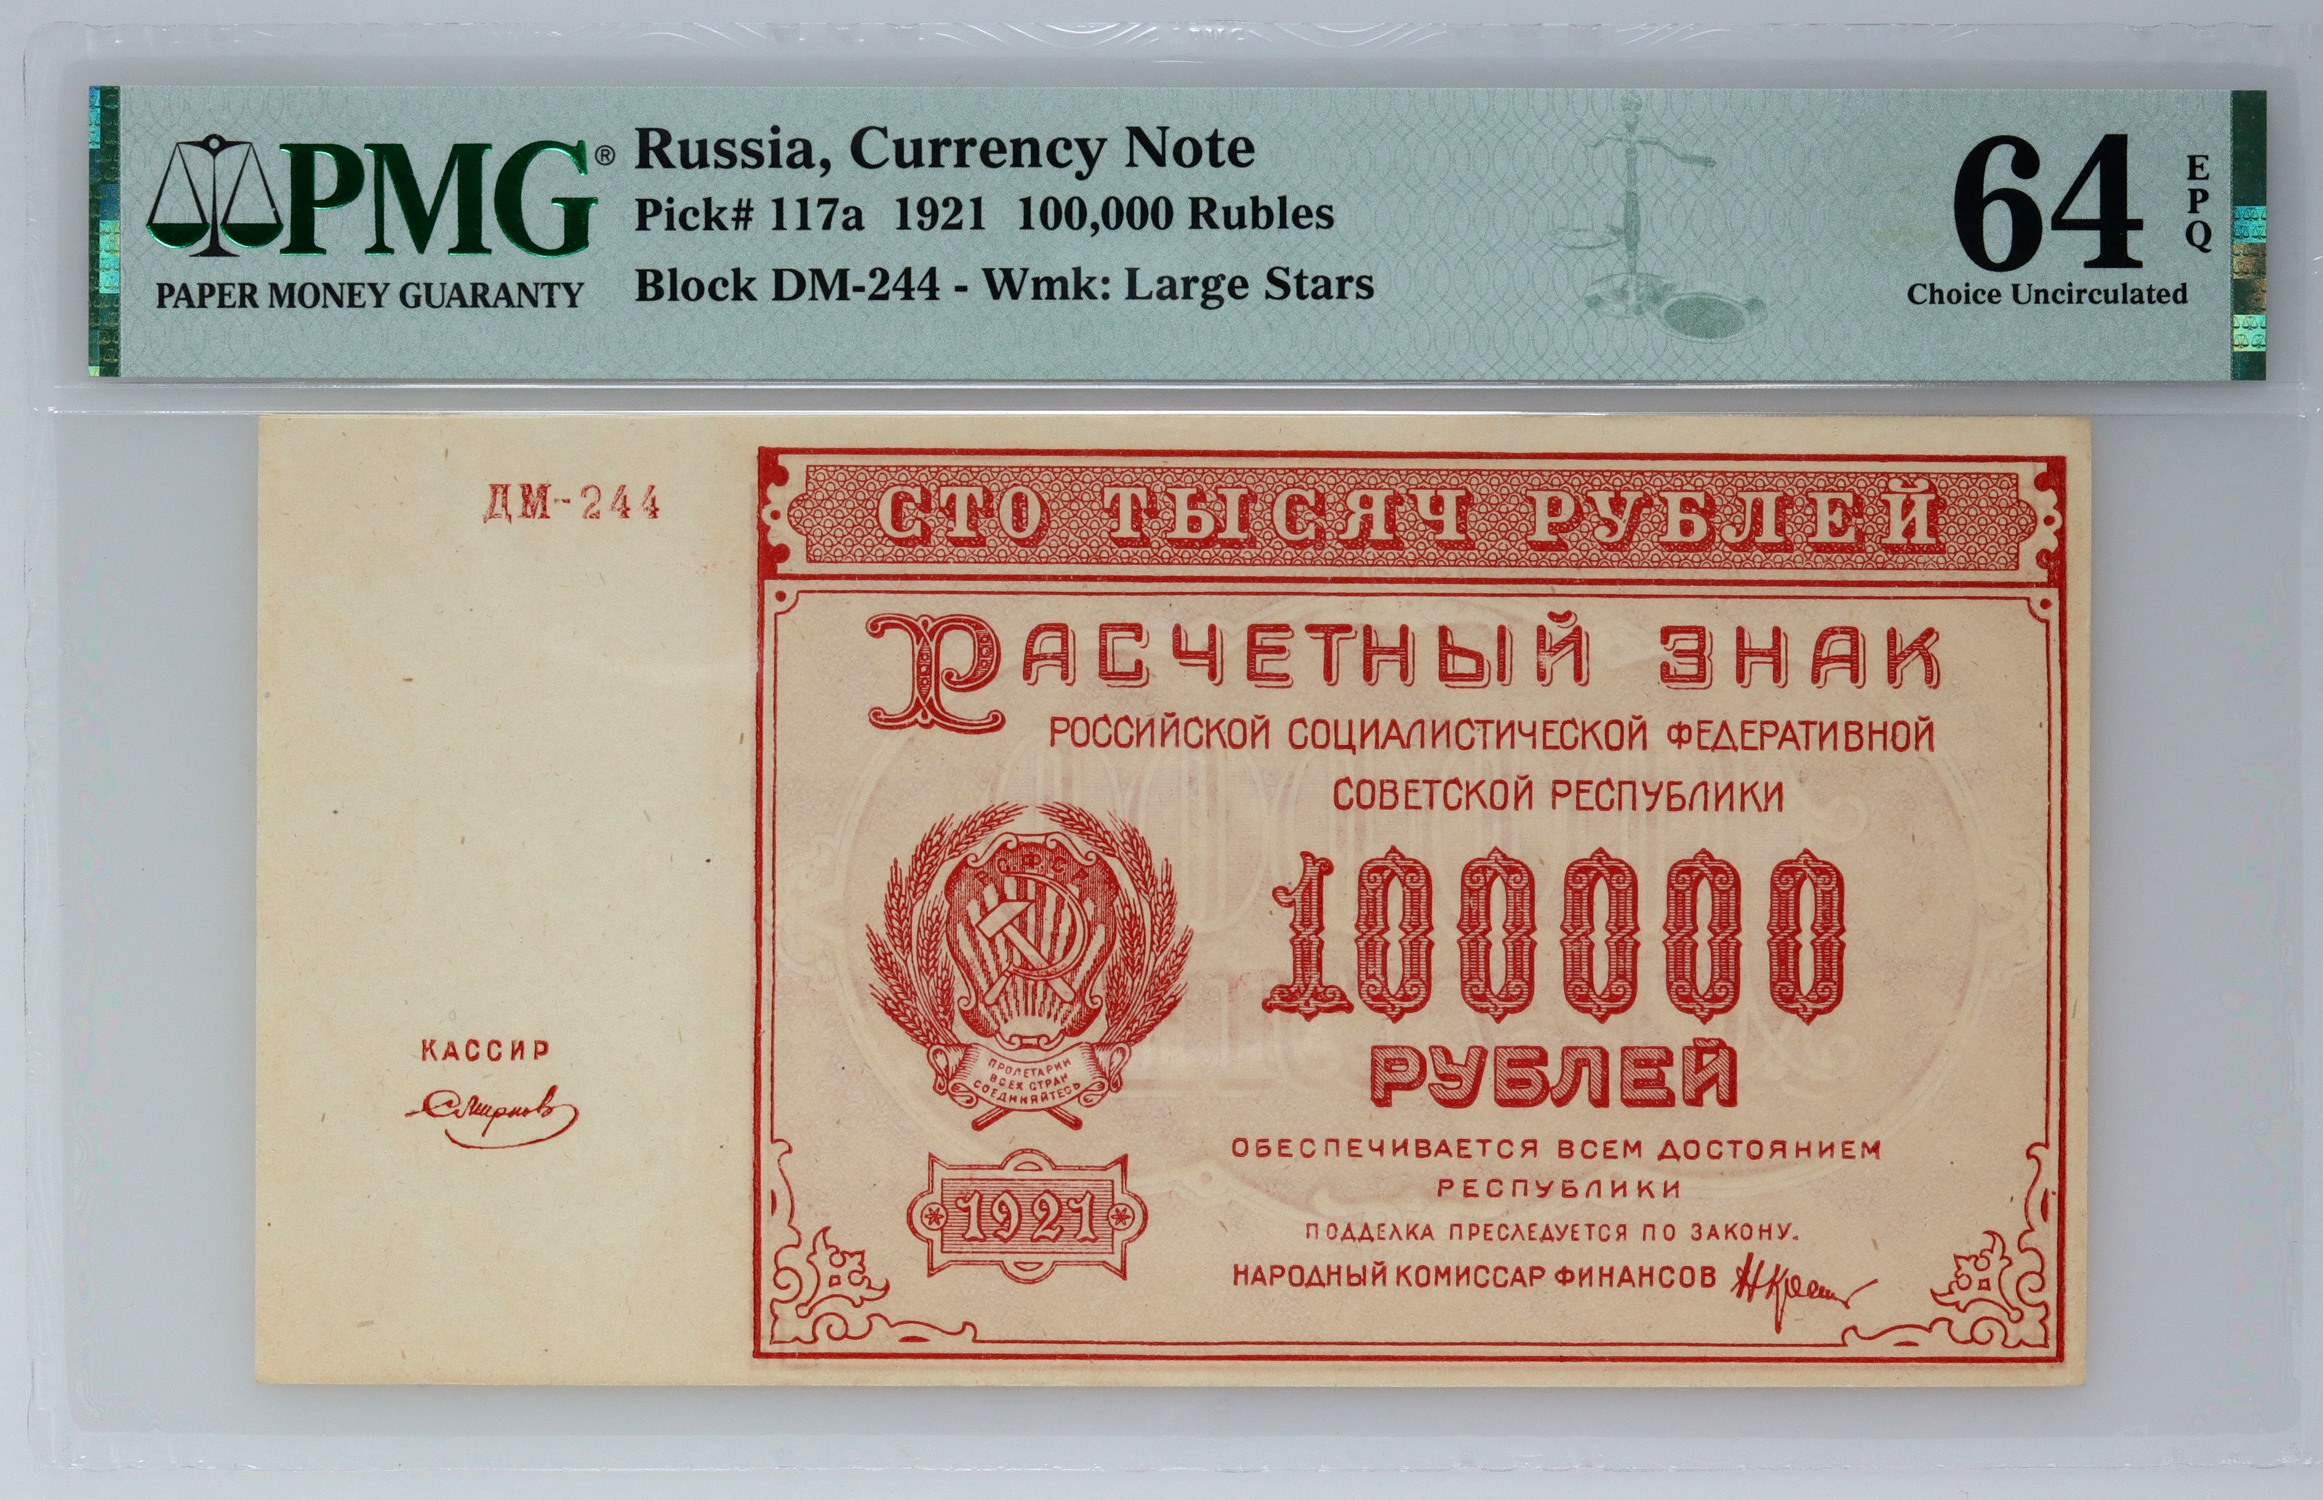 PMG®
PAPER MONEY GUARANTY
Russia, Currency Note
Pick# 117a 1921 100,000 Rubles
Block DM-244 - Wmk: Large Stars
64 EPQ
Choice Uncirculated
ДМ-244
СТО ТЫСЯЧ РУБЛЕЙ
РАСЧЕТНЫЙ ЗНАК
РОССИЙСКОЙ СОЦИАЛИСТИЧЕСКОЙ ФЕДЕРАТИВНОЙ
СОВЕТСКОЙ РЕСПУБЛИКИ
Р.С.Ф.С.Р.
100000
РУБЛЕЙ
КАССИР
Смирнов
ПРОЛЕТАРИИ
ВСЕХ СТРАН
СОЕДИНЯЙТЕСЬ
1921
ОБЕСПЕЧИВАЕТСЯ ВСЕМ ДОСТОЯНИЕМ
РЕСПУБЛИКИ
ПОДДЕЛКА ПРЕСЛЕДУЕТСЯ ПО ЗАКОНУ.
НАРОДНЫЙ КОМИССАР ФИНАНСОВ